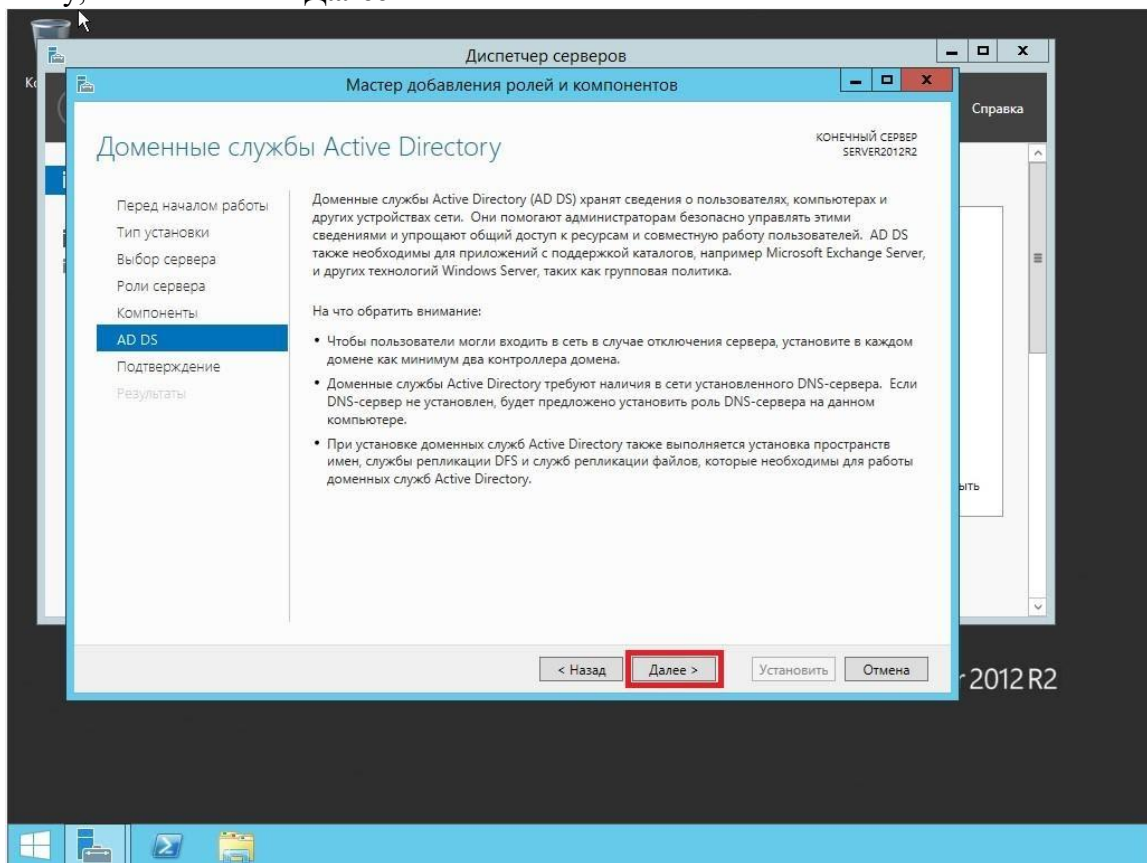 Диспетчер серверов
Мастер добавления ролей и компонентов
Справка
Доменные службы Active Directory
КОНЕЧНЫЙ СЕРВЕР
SERVER2012R2
Перед началом работы
Тип установки
Выбор сервера
Роли сервера
Компоненты
AD DS
Подтверждение
Результаты
Доменные службы Active Directory (AD DS) хранят сведения о пользователях, компьютерах и
других устройствах сети. Они помогают администраторам безопасно управлять этими
сведениями и упрощают общий доступ к ресурсам и совместную работу пользователей. AD DS
также необходимы для приложений с поддержкой каталогов, например Microsoft Exchange Server,
и других технологий Windows Server, таких как групповая политика.
На что обратить внимание:
• Чтобы пользователи могли входить в сеть в случае отключения сервера, установите в каждом
домене как минимум два контроллера домена.
• Доменные службы Active Directory требуют наличия в сети установленного DNS-сервера. Если
DNS-сервер не установлен, будет предложено установить роль DNS-сервера на данном
компьютере.
• При установке доменных служб Active Directory также выполняется установка пространств
имен, службы репликации DFS и служб репликации файлов, которые необходимы для работы
доменных служб Active Directory.
ыть
< Назад
Далее >
Установить
Отмена
r 2012 R2